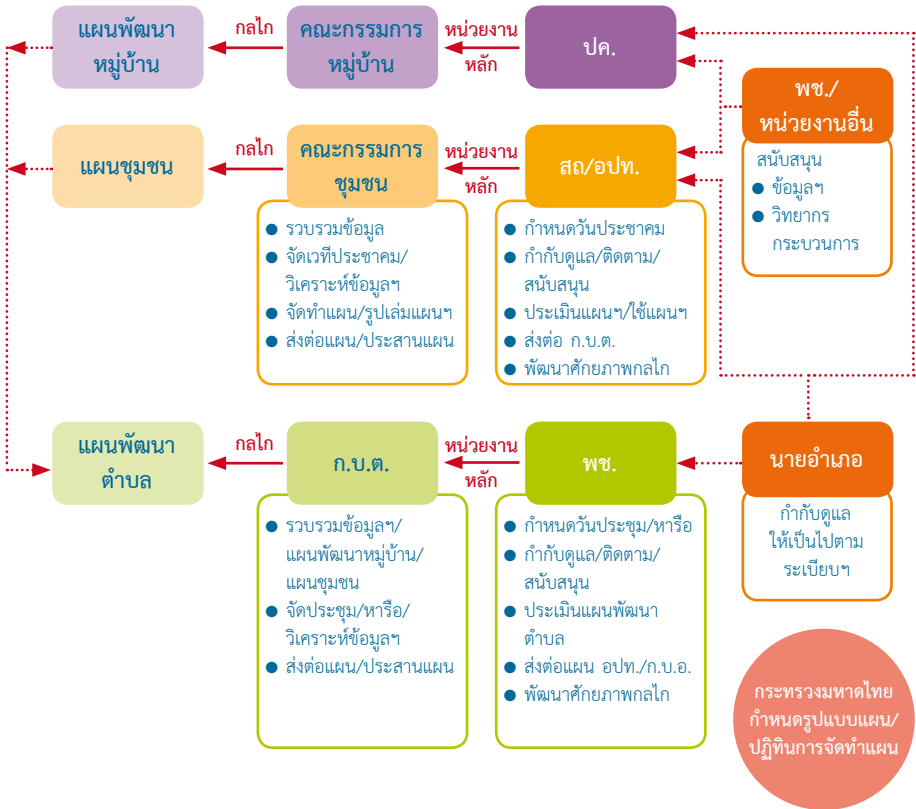 แผนพัฒนา
หมู่บ้าน
กลไก
คณะกรรมการ
หมู่บ้าน
หน่วยงาน
หลัก
ปค.
พช./
หน่วยงานอื่น
สนับสนุน
● ข้อมูลฯ
● วิทยากร
กระบวนการ
แผนชุมชน
กลไก
คณะกรรมการ
ชุมชน
หน่วยงาน
หลัก
สถ/อปท.
● รวบรวมข้อมูล
● จัดเวทีประชาคม/
วิเคราะห์ข้อมูลฯ
● จัดทำแผน/รูปเล่มแผนฯ
● ส่งต่อแผน/ประสานแผน
● กำหนดวันประชาคม
● กำกับดูแล/ติดตาม/
สนับสนุน
● ประเมินแผนฯ/ใช้แผนฯ
● ส่งต่อ ก.บ.ต.
● พัฒนาศักยภาพกลไก
แผนพัฒนา
ตำบล
กลไก
ก.บ.ต.
หน่วยงาน
หลัก
พช.
นายอำเภอ
● รวบรวมข้อมูลฯ/
แผนพัฒนาหมู่บ้าน/
แผนชุมชน
● จัดประชุม/หารือ/
วิเคราะห์ข้อมูลฯ
● ส่งต่อแผน/ประสานแผน
● กำหนดวันประชุม/หารือ
● กำกับดูแล/ติดตาม/
สนับสนุน
● ประเมินแผนพัฒนา
ตำบล
● ส่งต่อแผน อปท./ก.บ.อ.
● พัฒนาศักยภาพกลไก
กำกับดูแล
ให้เป็นไปตาม
ระเบียบฯ
กระทรวงมหาดไทย
กำหนดรูปแบบแผน/
ปฏิทินการจัดทำแผน